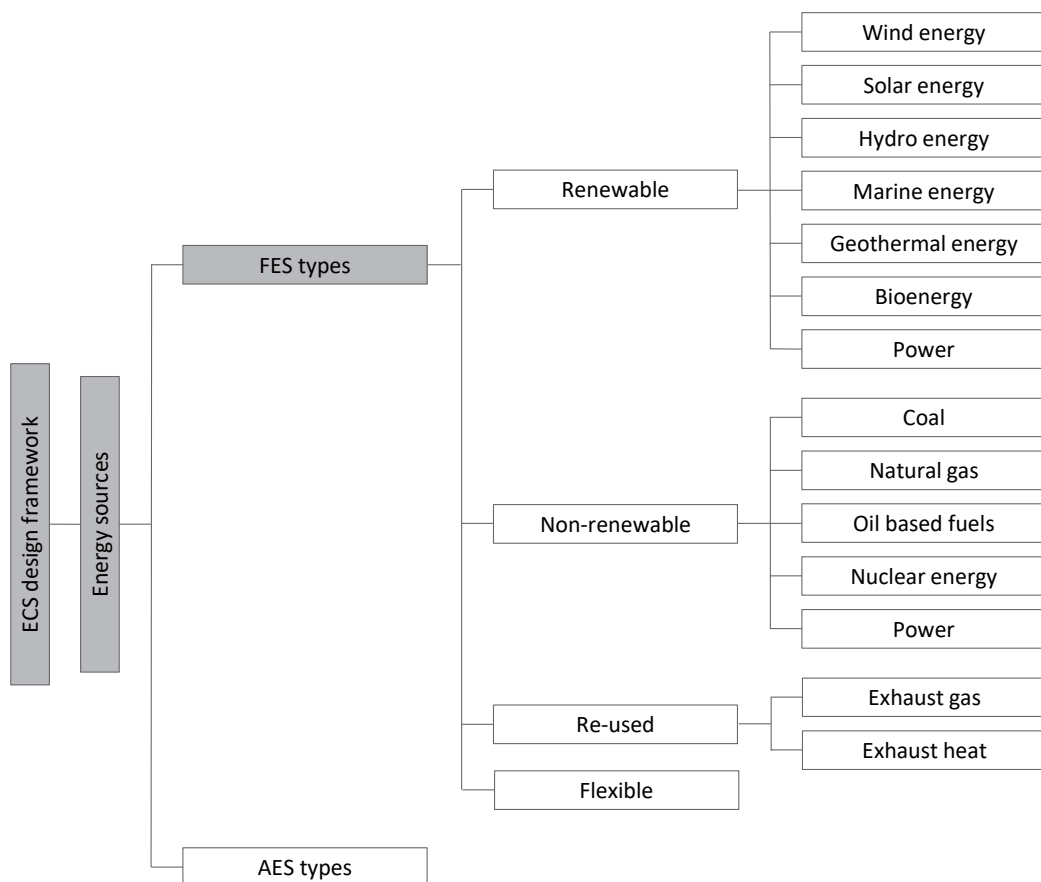 ECS design framework
Energy sources
FES types
Renewable
Wind energy
Solar energy
Hydro energy
Marine energy
Geothermal energy
Bioenergy
Power
Non-renewable
Coal
Natural gas
Oil based fuels
Nuclear energy
Power
Re-used
Exhaust gas
Exhaust heat
Flexible
AES types